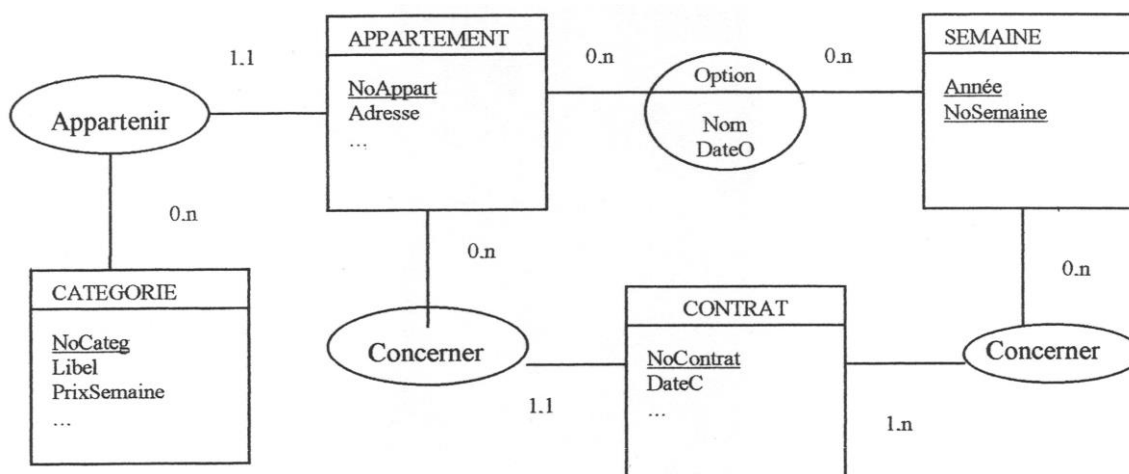 APPARTEMENT
NoAppart
Adresse
...
1.1
0.n
Option
Nom
DateO
0.n
SEMAINE
Année
NoSemaine
Appartenir
0.n
0.n
0.n
CATEGORIE
NoCateg
Libel
PrixSemaine
...
Concerner
1.1
CONTRAT
NoContrat
DateC
...
1.n
Concerner